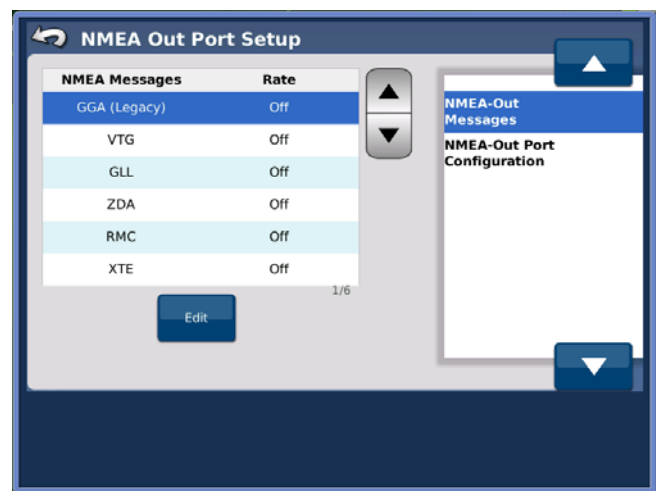 NMEA Out Port Setup
NMEA Messages Rate
GGA (Legacy) Off
VTG Off
GLL Off
ZDA Off
RMC Off
XTE Off
1/6
Edit
NMEA-Out
Messages
NMEA-Out Port
Configuration